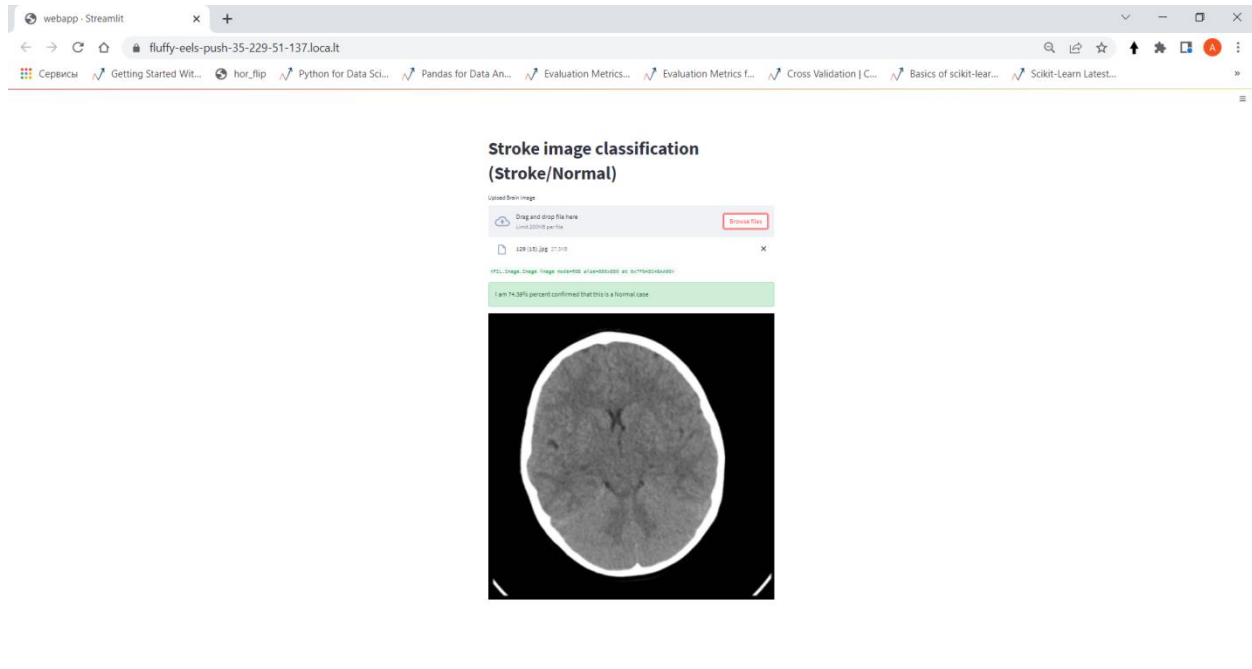 webapp · Streamlit
fluffy-eels-push-35-229-51-137.loca.lt
A
Сервисы Getting Started Wit... hor_flip Python for Data Sci... Pandas for Data An... Evaluation Metrics... Evaluation Metrics f... Cross Validation | C... Basics of scikit-lear... Scikit-Learn Latest...
Stroke image classification
(Stroke/Normal)
Upload Brain image
Drag and drop file here
Browse files
Limit 200MB per file
129 (15).jpg
I am 74.39% percent confirmed that this is a Normal case